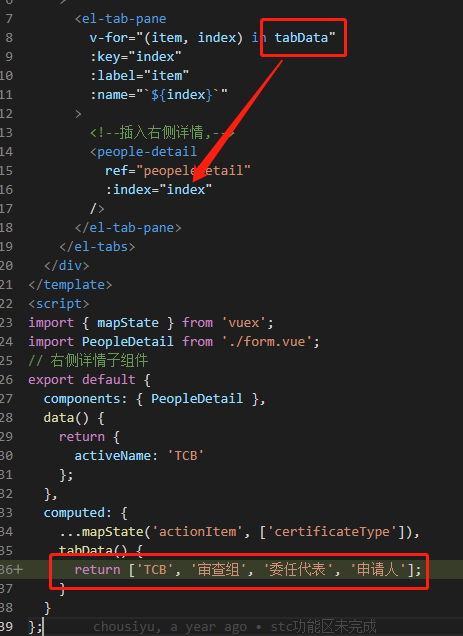 7 <el-tab-pane
8 v-for="(item, index) in tabData"
9 :key="index"
10 :label="item"
11 :name="`${index}`"
12 >
13 <!--插入右侧详情,-->
14 <people-detail
15 ref="peopeledetail"
16 :index="index"
17 />
18 </el-tab-pane>
19 </el-tabs>
20 </div>
21 </template>
22 <script>
23 import { mapState } from 'vuex';
24 import PeopleDetail from './form.vue';
25 // 右侧详情子组件
26 export default {
27 components: { PeopleDetail },
28 data() {
29 return {
30 activeName: 'TCB'
31 };
32 },
33 computed: {
34 ...mapState('actionItem', ['certificateType']),
35 tabData() {
36+ return ['TCB', '审查组', '委任代表', '申请人'];
37 }
38 }
39 }; chousiyu, a year ago • stc功能区未完成